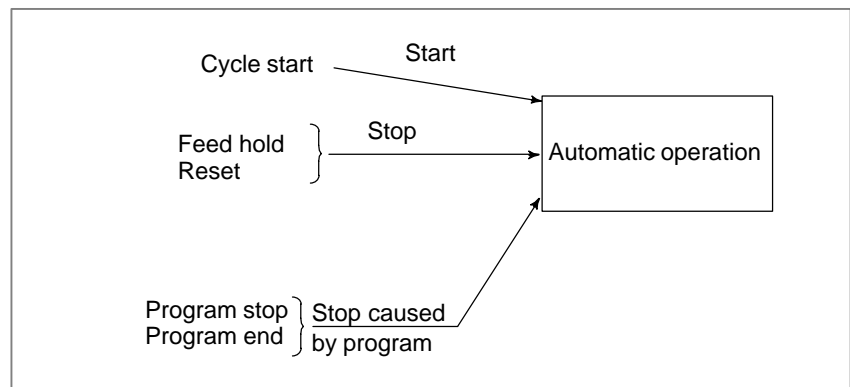 Cycle start
Start
Feed hold
Reset
Stop
Automatic operation
Program stop
Program end
Stop caused
by program